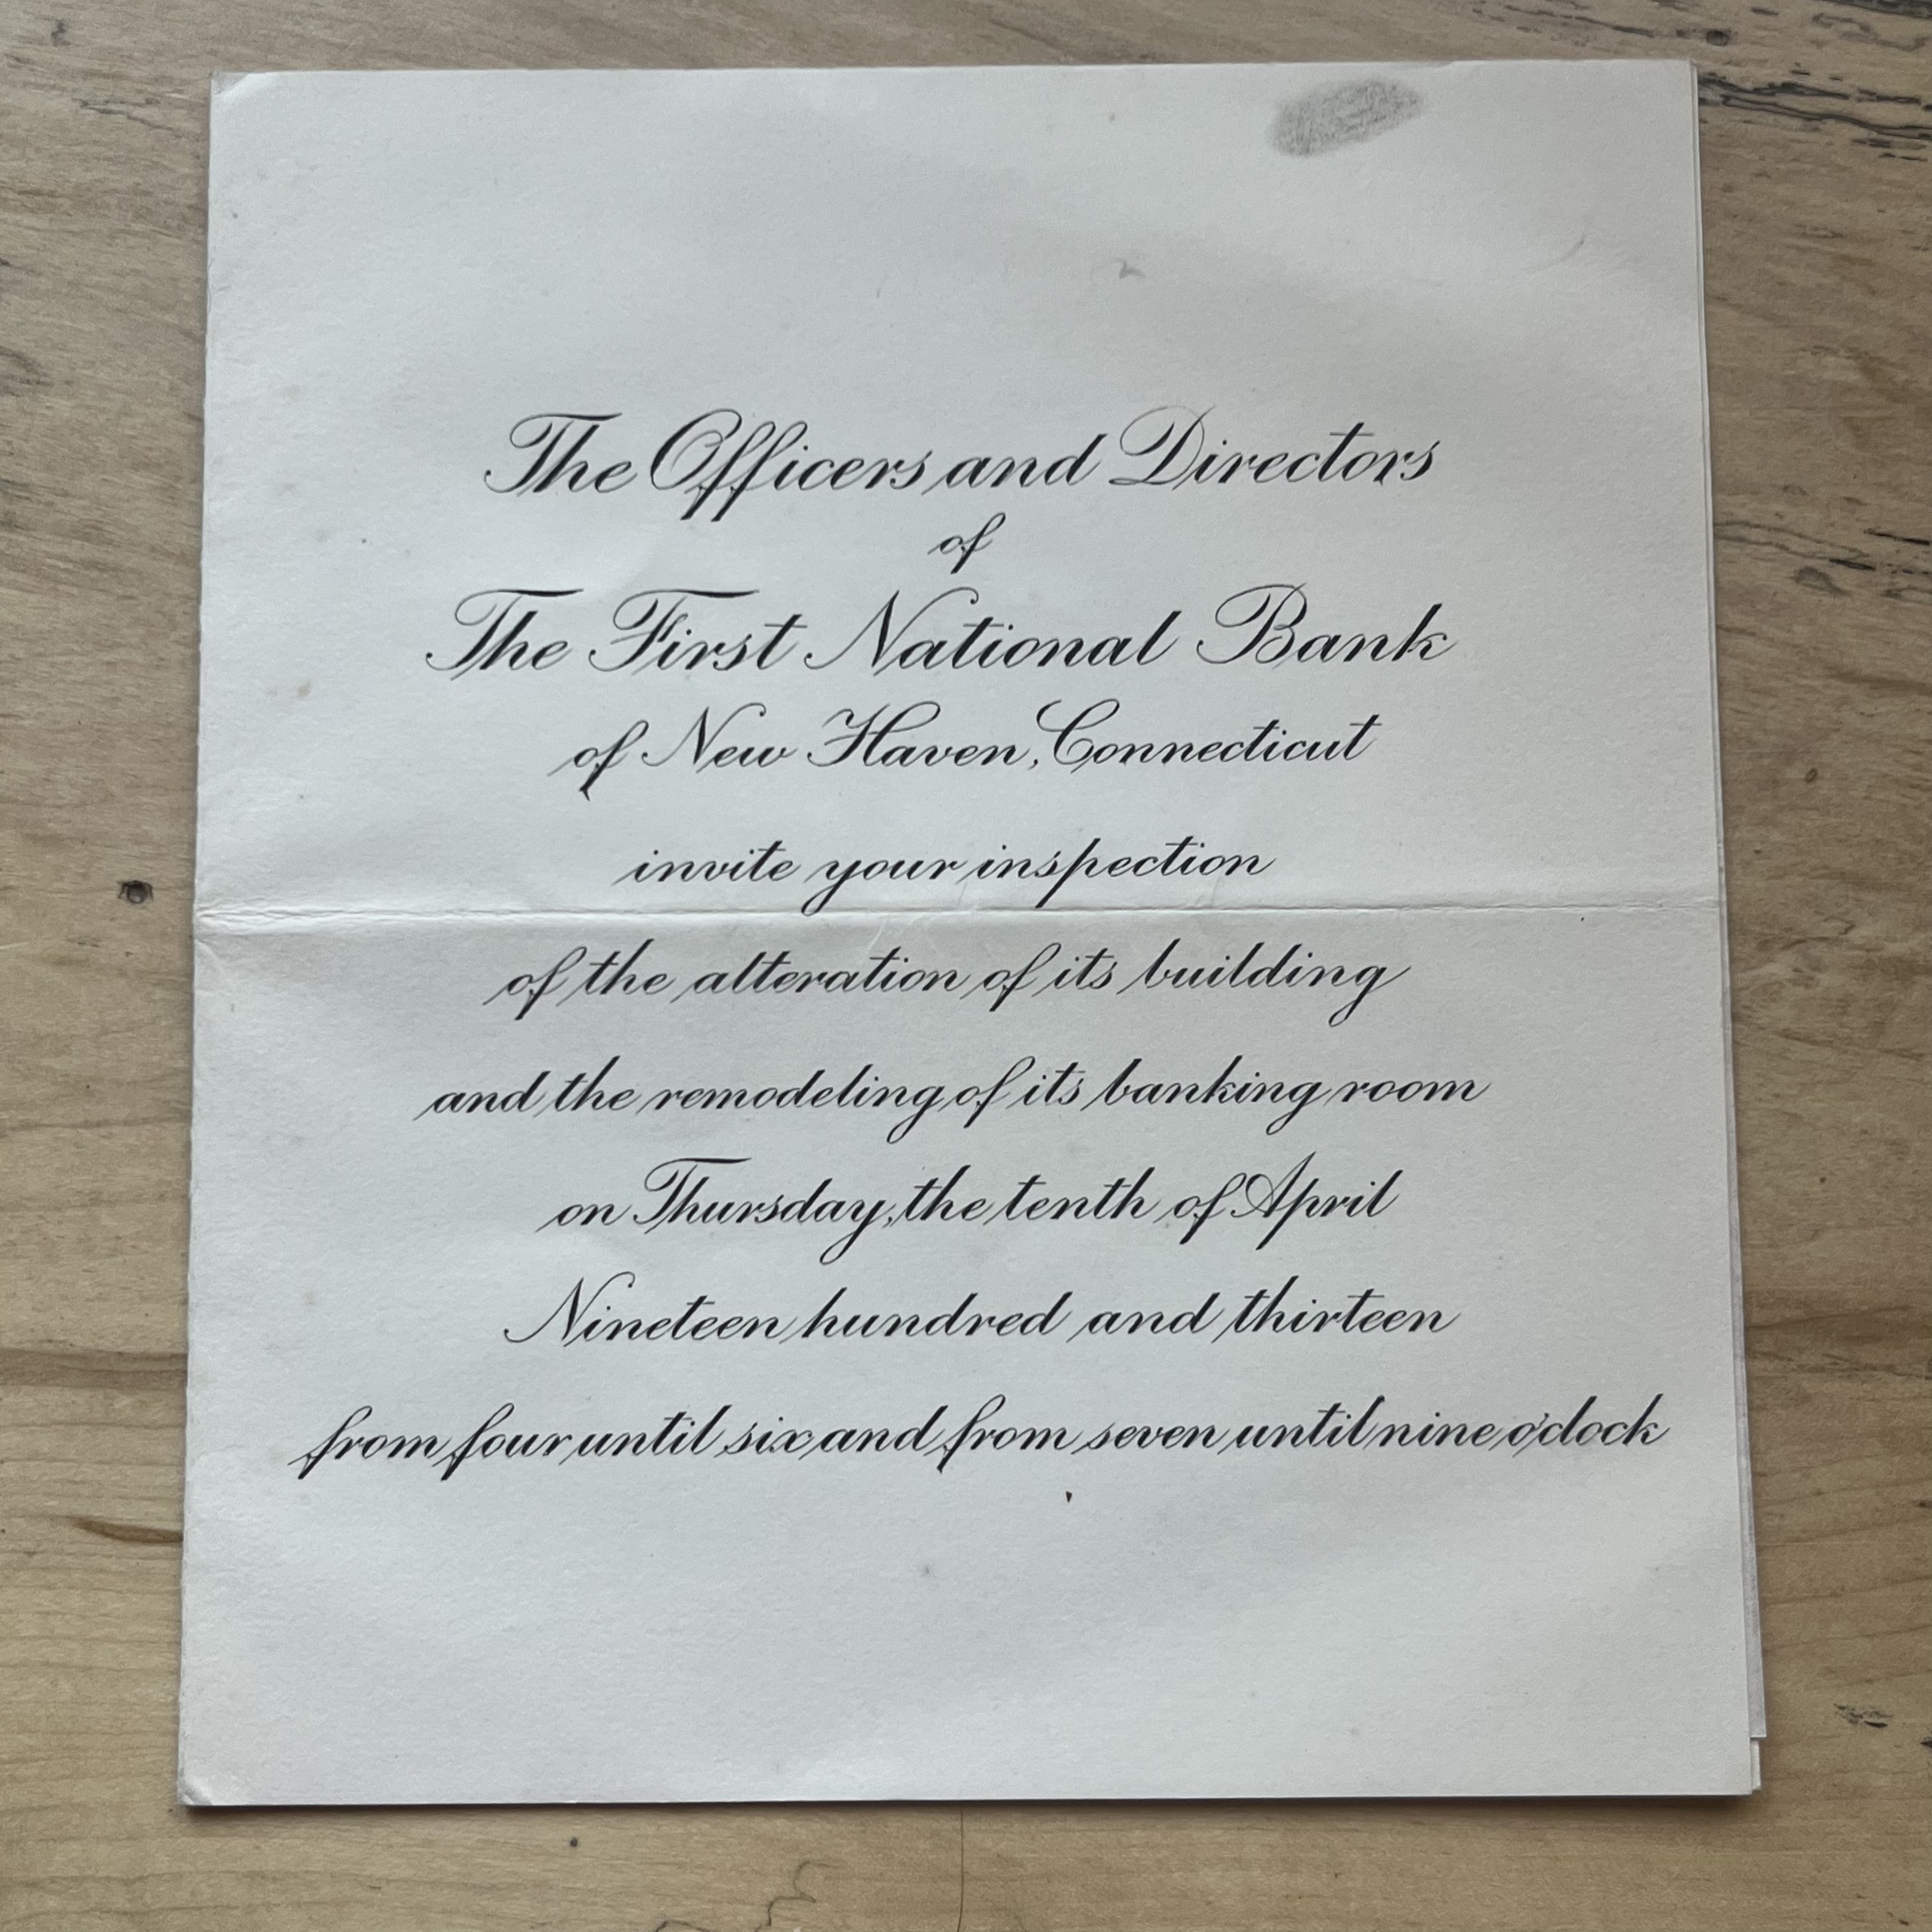 The Officers and Directors
of
The First National Bank
of New Haven, Connecticut
invite your inspection
of the alteration of its building
and the remodeling of its banking room
on Thursday, the tenth of April
Nineteen hundred and thirteen
from four until six and from seven until nine o'clock